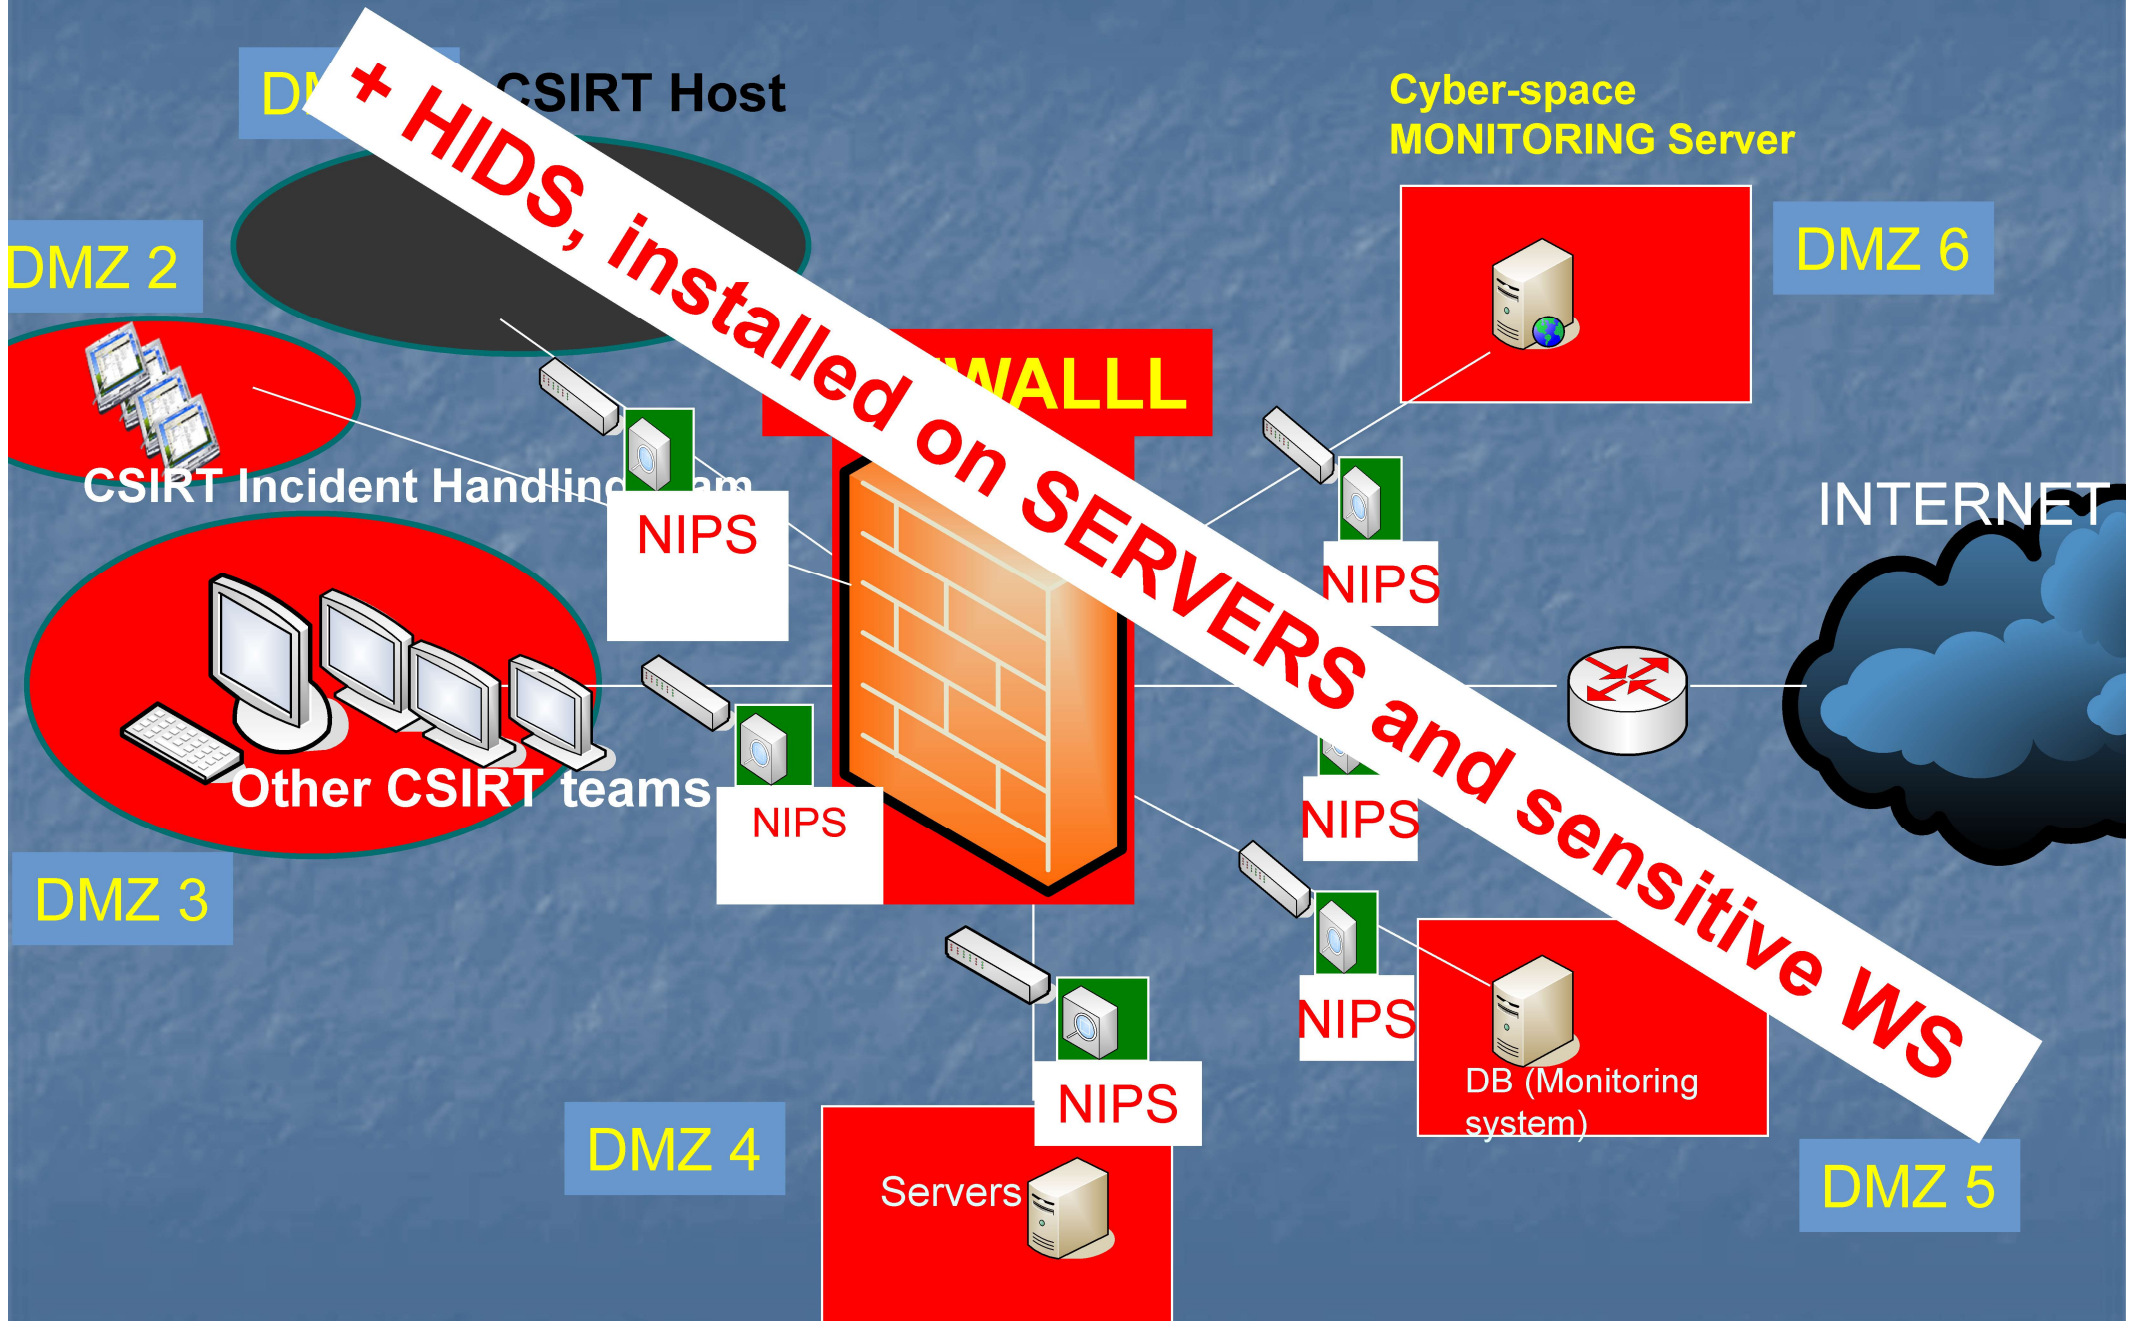 CSIRT Host
+ HIDS, installed on SERVERS and sensitive WS
Cyber-space
MONITORING Server
DMZ 6
DMZ 2
WALLL
CSIRT Incident Handling
NIPS
NIPS
INTERNET
Other CSIRT teams
NIPS
NIPS
DMZ 3
NIPS
DB (Monitoring
system)
NIPS
DMZ 4
Servers
DMZ 5